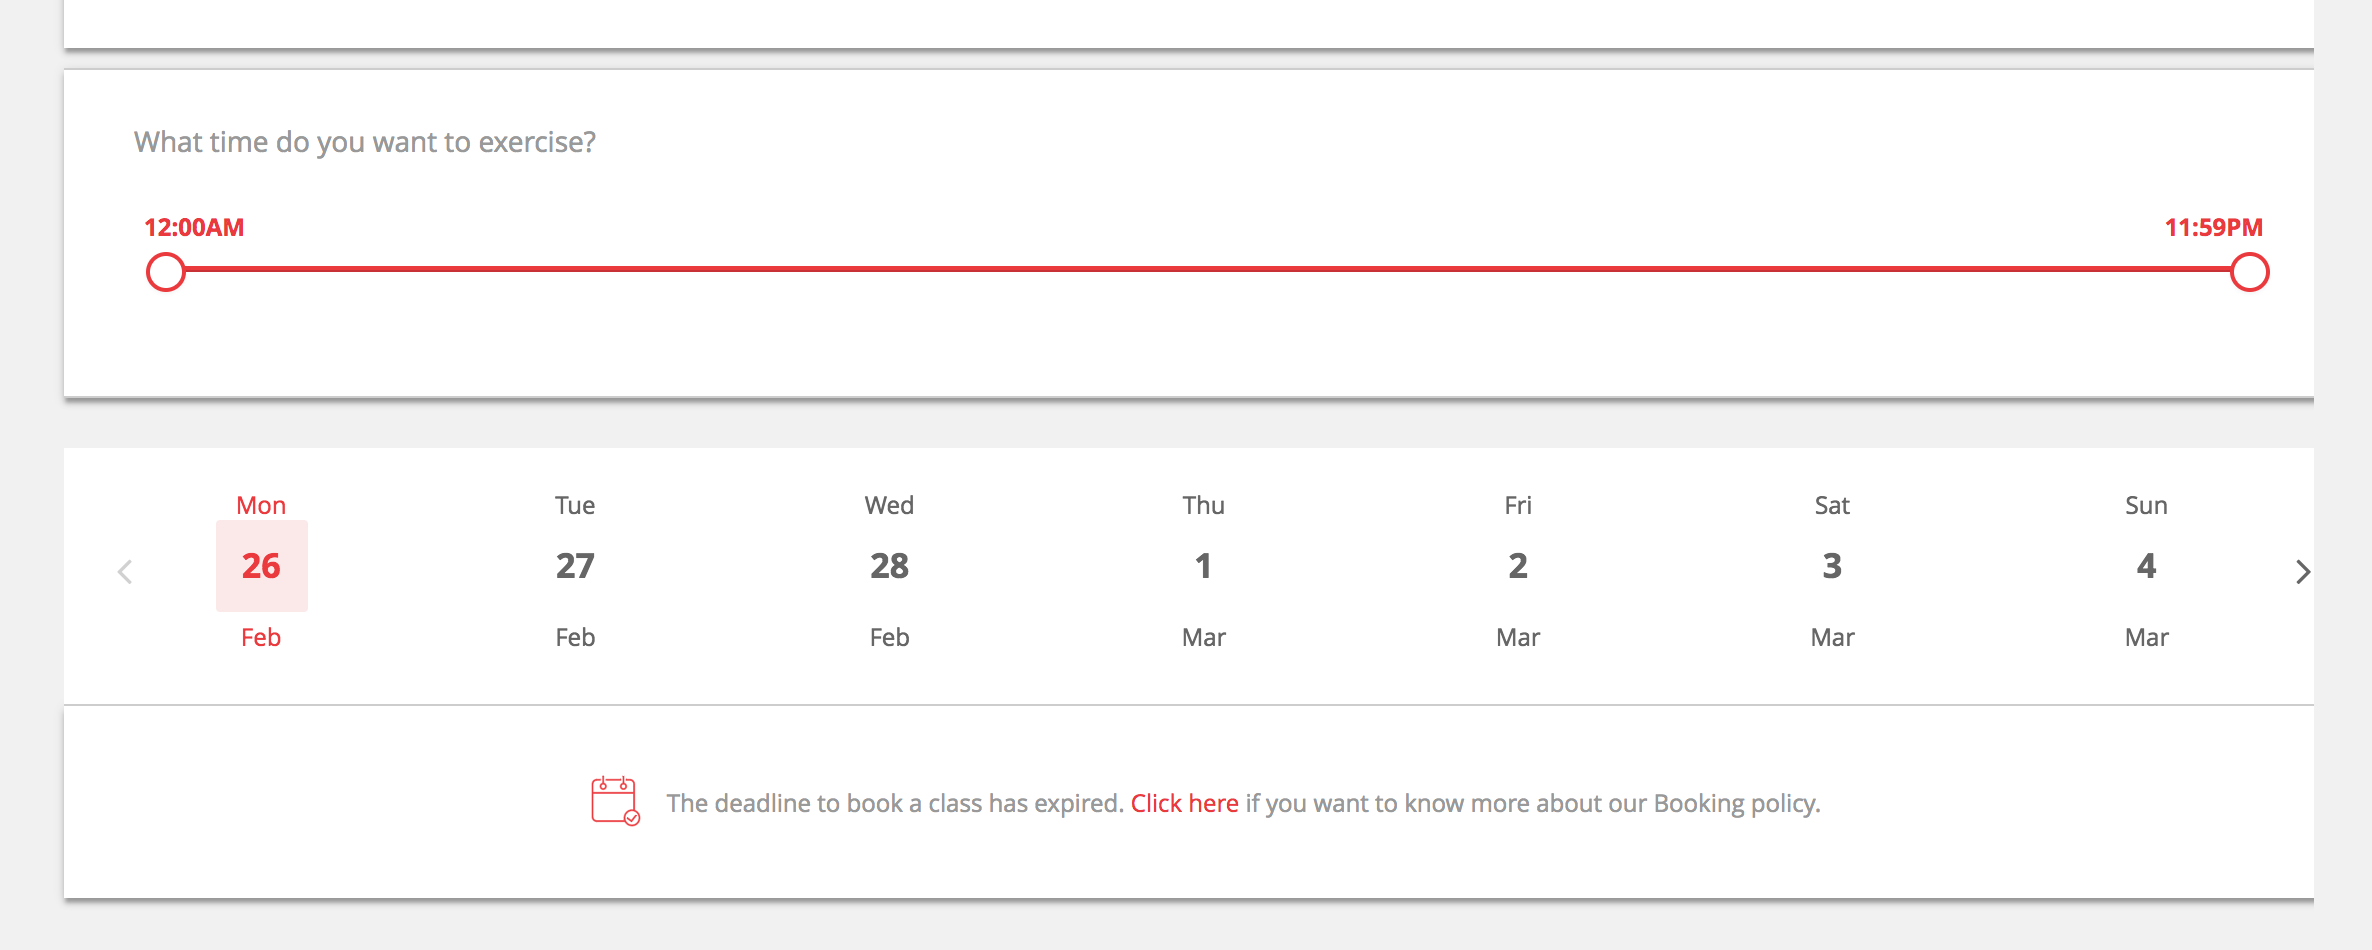 What time do you want to exercise?
12:00AM 11:59PM
Mon Tue Wed Thu Fri Sat Sun
26 27 28 1 2 3 4
Feb Feb Feb Mar Mar Mar Mar
The deadline to book a class has expired. Click here if you want to know more about our Booking policy.